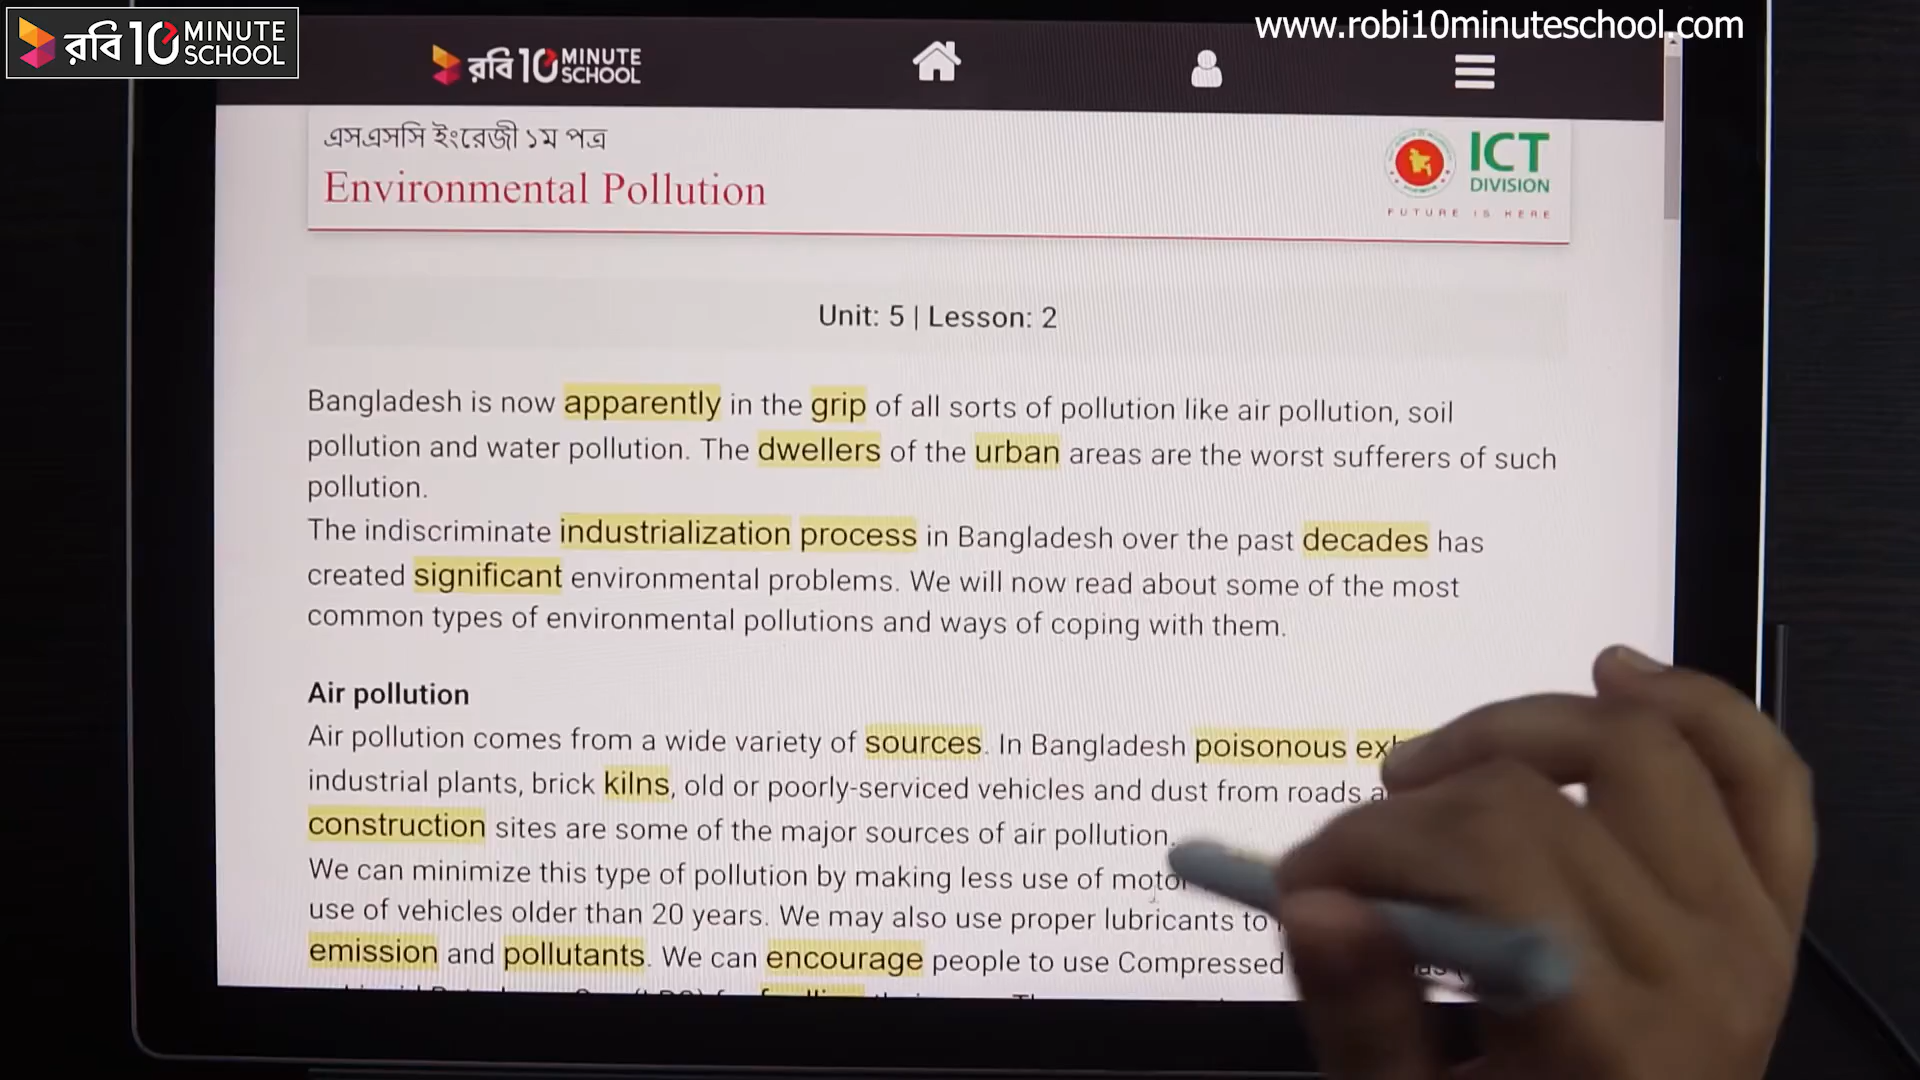 রবি 10 MINUTE SCHOOL
www.robi10minuteschool.com
রবি 10 MINUTE SCHOOL
এসএসসি ইংরেজী ১ম পত্র
Environmental Pollution
ICT
DIVISION
FUTURE IS HERE
Unit: 5 | Lesson: 2
Bangladesh is now apparently in the grip of all sorts of pollution like air pollution, soil
pollution and water pollution. The dwellers of the urban areas are the worst sufferers of such
pollution.
The indiscriminate industrialization process in Bangladesh over the past decades has
created significant environmental problems. We will now read about some of the most
common types of environmental pollutions and ways of coping with them.
Air pollution
Air pollution comes from a wide variety of sources. In Bangladesh poisonous
industrial plants, brick kilns, old or poorly-serviced vehicles and dust from roads
construction sites are some of the major sources of air pollution.
We can minimize this type of pollution by making less use of motor
use of vehicles older than 20 years. We may also use proper lubricants to
emission and pollutants. We can encourage people to use Compressed